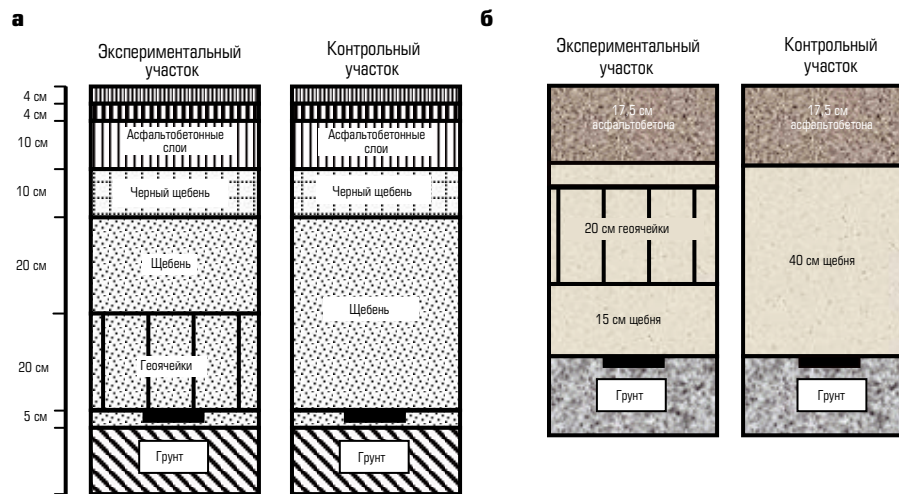 а
Экспериментальный
участок
Контрольный
участок
4 см
4 см
10 см
10 см
20 см
20 см
5 см
Асфальтобетонные
слои
Черный щебень
Щебень
Геоячейки
Грунт
Асфальтобетонные
слои
Черный щебень
Щебень
Грунт
б
Экспериментальный
участок
Контрольный
участок
17,5 см
асфальтобетона
20 см геоячейки
15 см щебня
Грунт
17,5 см
асфальтобетона
40 см щебня
Грунт